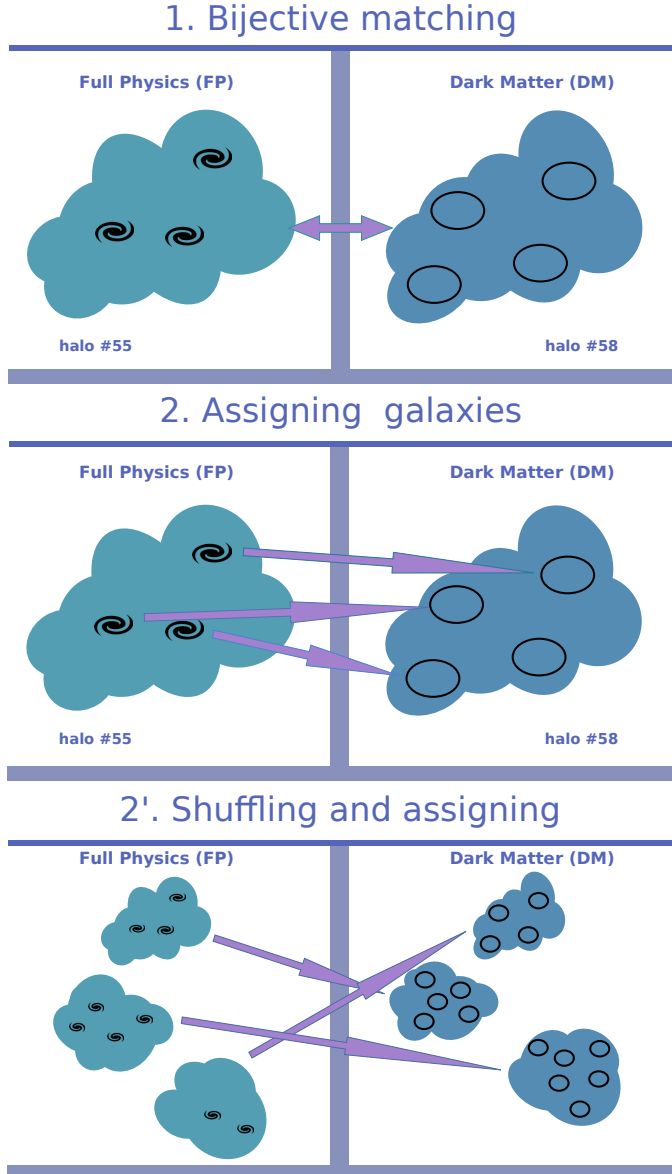 1. Bijective matching
Full Physics (FP)
Dark Matter (DM)
halo #55
halo #58
2. Assigning galaxies
Full Physics (FP)
Dark Matter (DM)
halo #55
halo #58
2'. Shuffling and assigning
Full Physics (FP)
Dark Matter (DM)